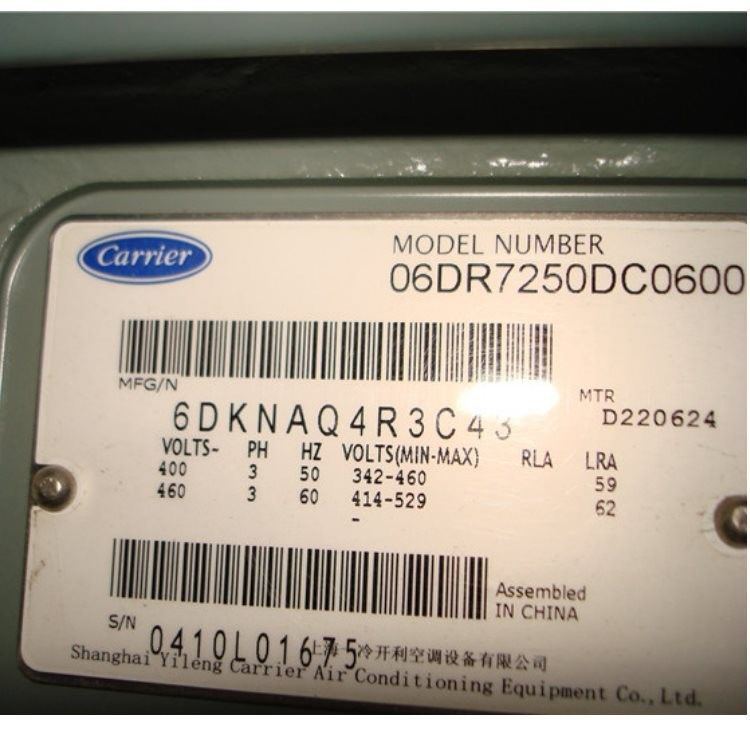 Carrier
MODEL NUMBER
06DR7250DC0600
MFG/N
6DKNAQ4R3C43
MTR
D220624
VOLTS~ PH HZ VOLTS(MIN-MAX) RLA LRA
400 3 50 342-460 59
460 3 60 414-529 62
-
Assembled
IN CHINA
S/N
0410L01675
上海一冷开利空调设备有限公司
Shanghai Yileng Carrier Air Conditioning Equipment Co., Ltd.